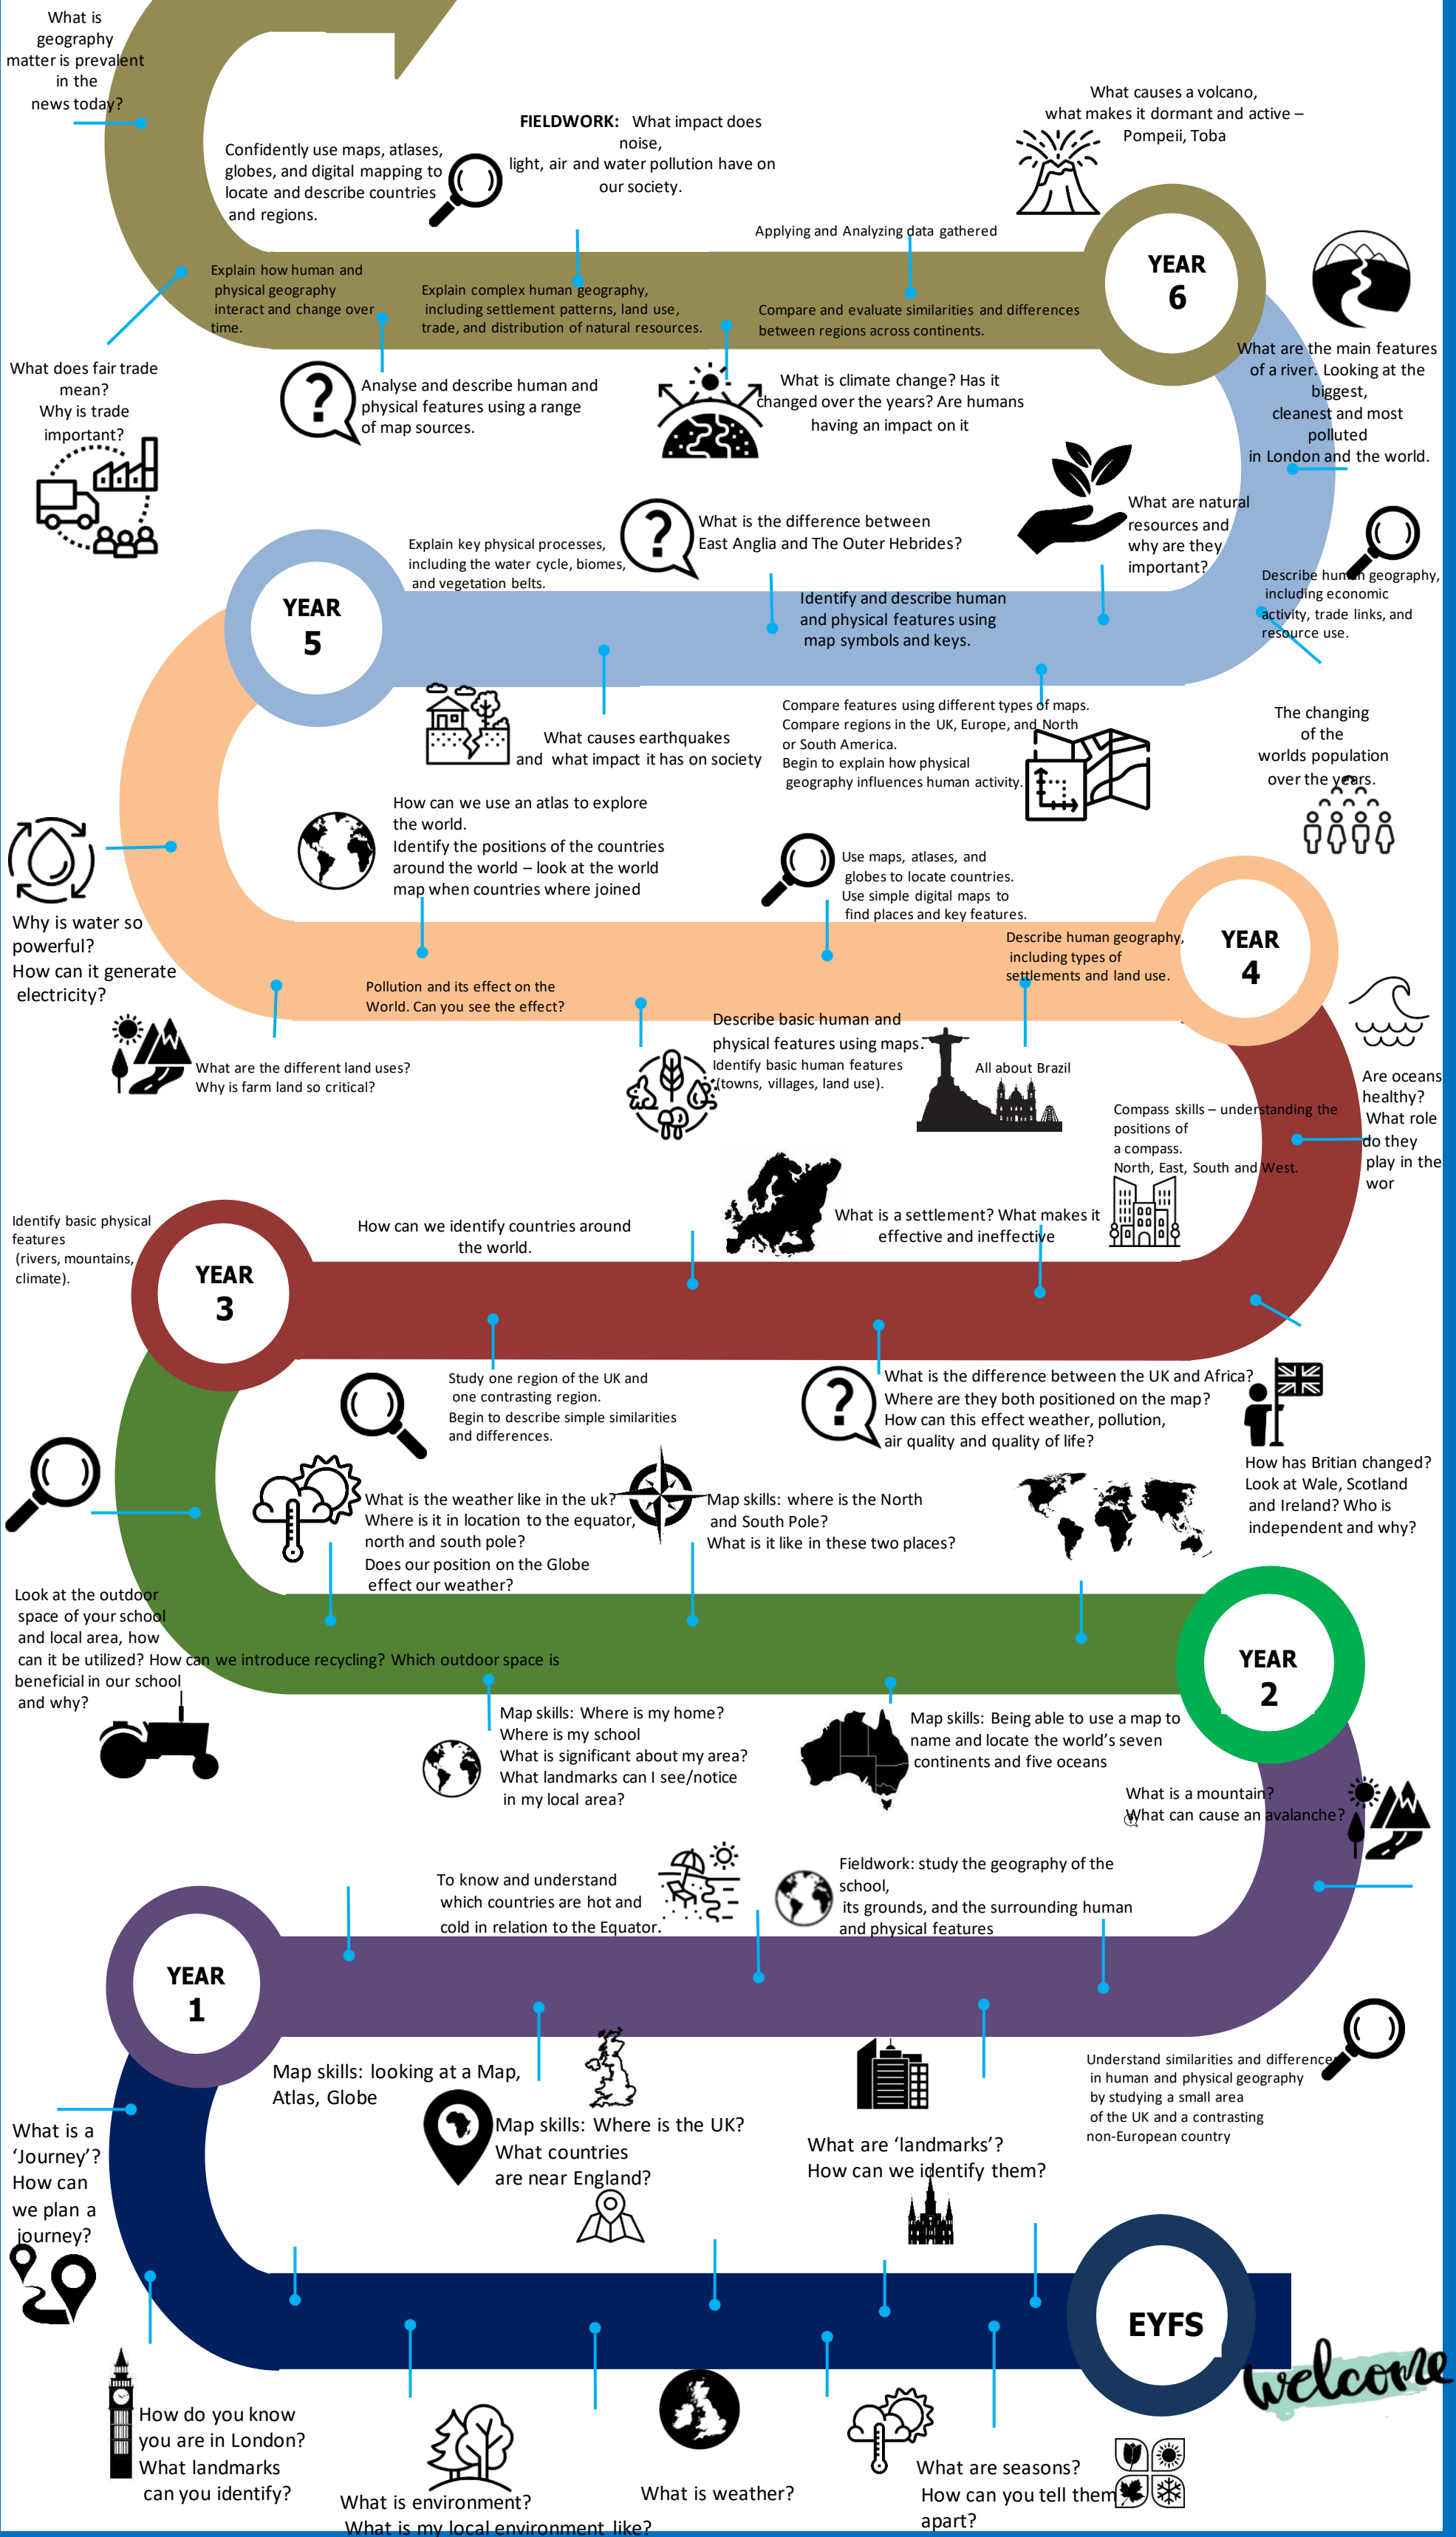 What is
geography
matter is prevalent
in the
news today?
What causes a volcano,
what makes it dormant and active –
Pompeii, Toba
FIELDWORK: What impact does
noise,
light, air and water pollution have on
our society.
Confidently use maps, atlases,
globes, and digital mapping to
locate and describe countries
and regions.
Applying and Analyzing data gathered
YEAR
6
Explain how human and
physical geography
interact and change over
time.
Explain complex human geography,
including settlement patterns, land use,
trade, and distribution of natural resources.
Compare and evaluate similarities and differences
between regions across continents.
What does fair trade
mean?
Why is trade
important?
Analyse and describe human and
physical features using a range
of map sources.
What is climate change? Has it
changed over the years? Are humans
having an impact on it
What are the main features
of a river. Looking at the
biggest,
cleanest and most
polluted
in London and the world.
What are natural
resources and
why are they
important?
What is the difference between
East Anglia and The Outer Hebrides?
Explain key physical processes,
including the water cycle, biomes,
and vegetation belts.
Describe human geography,
including economic
activity, trade links, and
resource use.
YEAR
5
Identify and describe human
and physical features using
map symbols and keys.
Compare features using different types of maps.
Compare regions in the UK, Europe, and North
or South America.
Begin to explain how physical
geography influences human activity.
The changing
of the
worlds population
over the years.
What causes earthquakes
and what impact it has on society
How can we use an atlas to explore
the world.
Identify the positions of the countries
around the world – look at the world
map when countries where joined
Use maps, atlases, and
globes to locate countries.
Use simple digital maps to
find places and key features.
Why is water so
powerful?
How can it generate
electricity?
Describe human geography,
including types of
settlements and land use.
YEAR
4
Pollution and its effect on the
World. Can you see the effect?
What are the different land uses?
Why is farm land so critical?
Describe basic human and
physical features using maps.
Identify basic human features
(towns, villages, land use).
All about Brazil
Are oceans
healthy?
What role
do they
play in the
wor
Compass skills – understanding the
positions of
a compass.
North, East, South and West.
Identify basic physical
features
(rivers, mountains,
climate).
How can we identify countries around
the world.
What is a settlement? What makes it
effective and ineffective
YEAR
3
Study one region of the UK and
one contrasting region.
Begin to describe simple similarities
and differences.
What is the difference between the UK and Africa?
Where are they both positioned on the map?
How can this effect weather, pollution,
air quality and quality of life?
How has Britian changed?
Look at Wale, Scotland
and Ireland? Who is
independent and why?
What is the weather like in the uk?
Where is it in location to the equator,
north and south pole?
Does our position on the Globe
effect our weather?
Map skills: where is the North
and South Pole?
What is it like in these two places?
Look at the outdoor
space of your school
and local area, how
can it be utilized? How can we introduce recycling? Which outdoor space is
beneficial in our school
and why?
YEAR
2
Map skills: Where is my home?
Where is my school
What is significant about my area?
What landmarks can I see/notice
in my local area?
Map skills: Being able to use a map to
name and locate the world's seven
continents and five oceans
What is a mountain?
What can cause an avalanche?
To know and understand
which countries are hot and
cold in relation to the Equator.
Fieldwork: study the geography of the
school,
its grounds, and the surrounding human
and physical features
YEAR
1
Map skills: looking at a Map,
Atlas, Globe
Map skills: Where is the UK?
What countries
are near England?
What are 'landmarks'?
How can we identify them?
Understand similarities and difference
in human and physical geography
by studying a small area
of the UK and a contrasting
non-European country
What is a
'Journey'?
How can
we plan a
journey?
EYFS
welcome
How do you know
you are in London?
What landmarks
can you identify?
What is environment?
What is my local environment like?
What is weather?
What are seasons?
How can you tell them
apart?